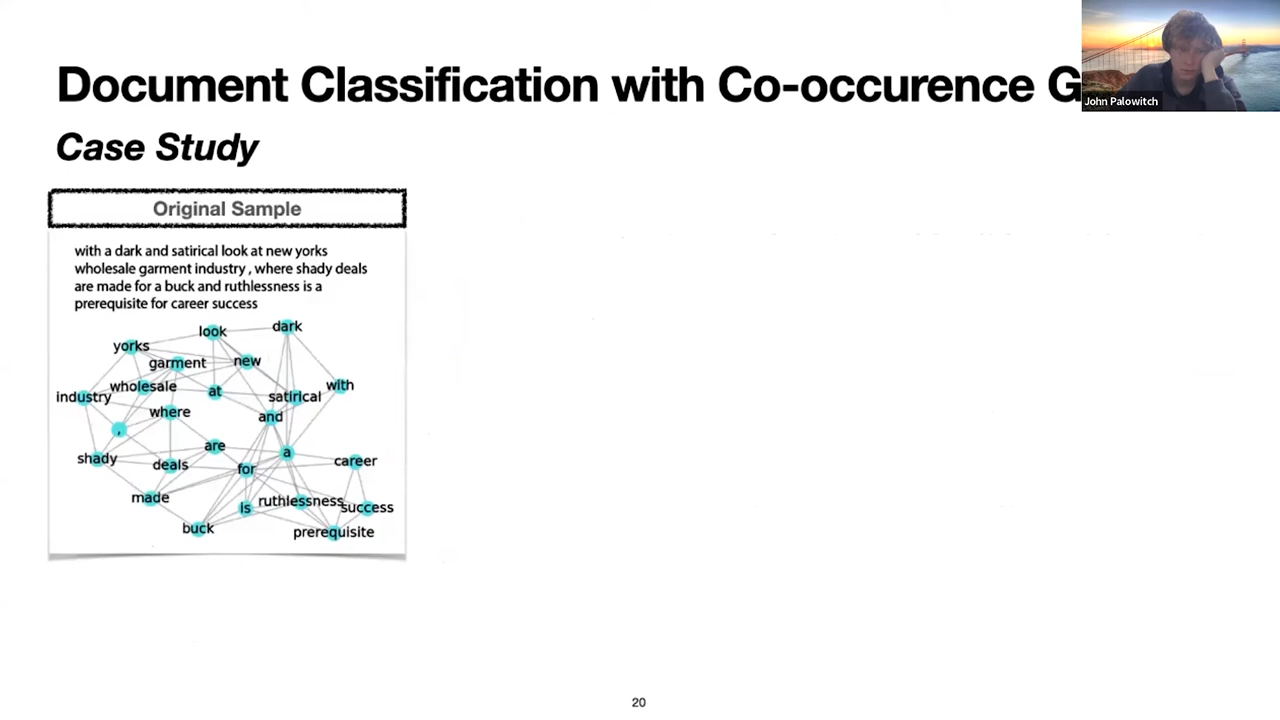 Document Classification with Co-occurence G
John Palowitch
Case Study
Original Sample
with a dark and satirical look at new yorks
wholesale garment industry , where shady deals
are made for a buck and ruthlessness is a
prerequisite for career success
look
dark
yorks
garment
new
wholesale
at
with
industry
satirical
where
and
,
are
a
shady
deals
for
career
made
is
ruthlessness
success
buck
prerequisite
20